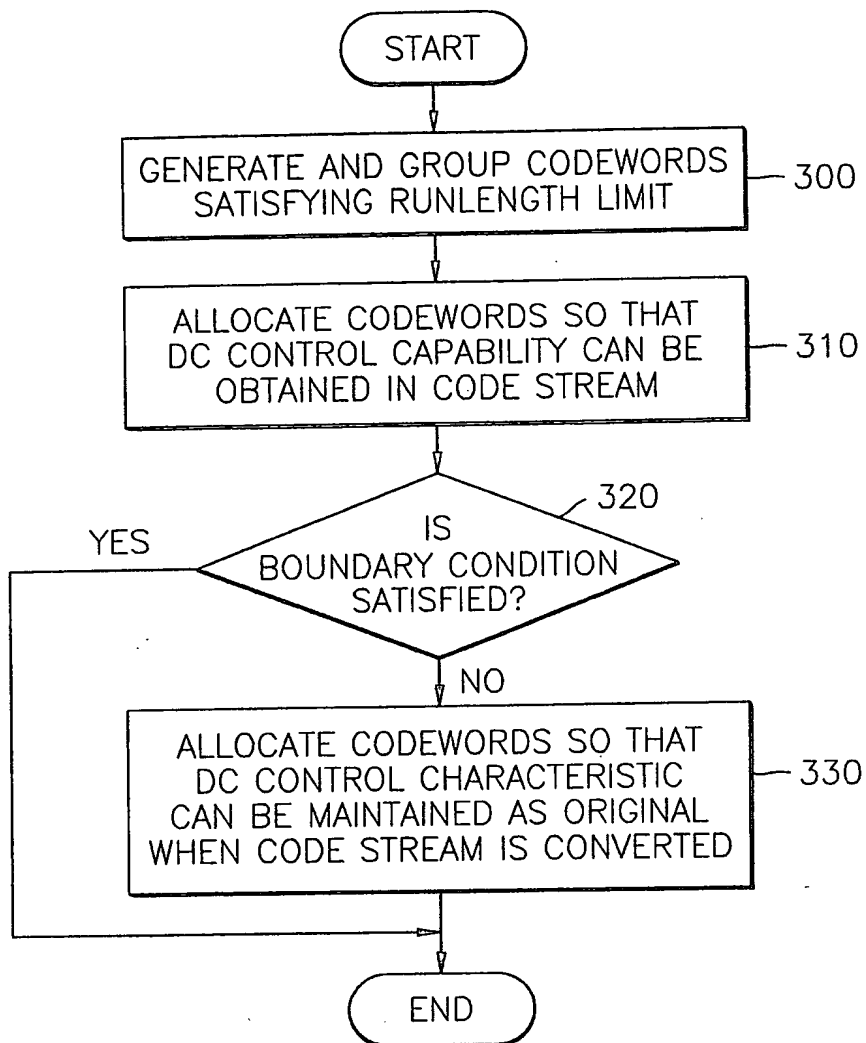 START
GENERATE AND GROUP CODEWORDS
SATISFYING RUNLENGTH LIMIT
300
ALLOCATE CODEWORDS SO THAT
DC CONTROL CAPABILITY CAN BE
OBTAINED IN CODE STREAM
310
320
YES
IS
BOUNDARY CONDITION
SATISFIED?
NO
ALLOCATE CODEWORDS SO THAT
DC CONTROL CHARACTERISTIC
CAN BE MAINTAINED AS ORIGINAL
WHEN CODE STREAM IS CONVERTED
330
END